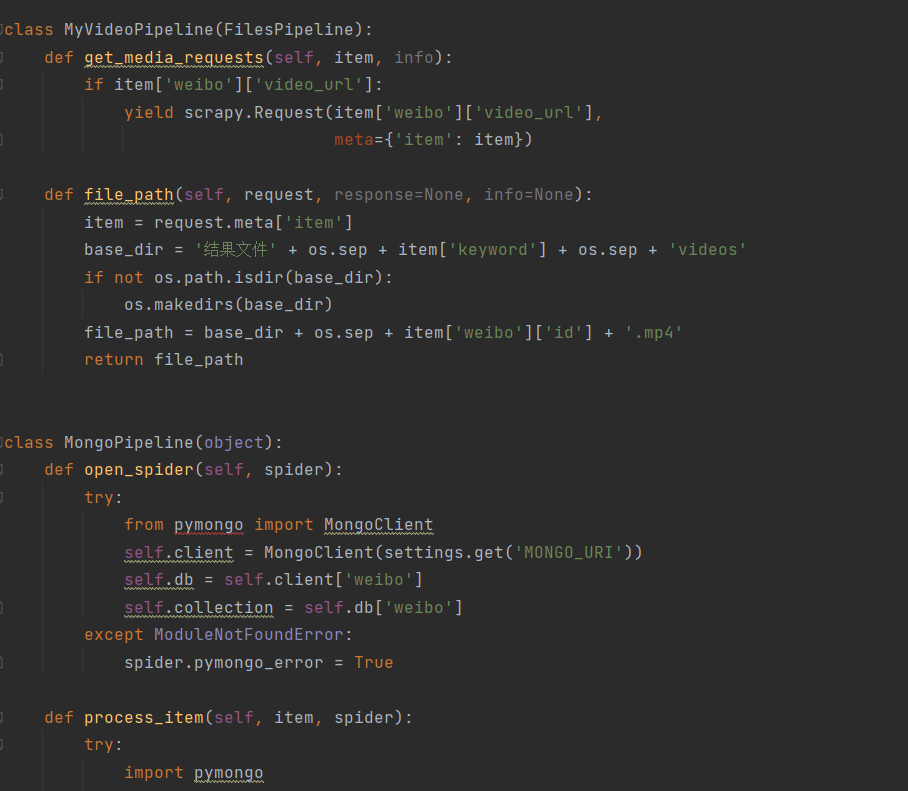 class MyVideoPipeline(FilesPipeline):
    def get_media_requests(self, item, info):
        if item['weibo']['video_url']:
            yield scrapy.Request(item['weibo']['video_url'],
                                 meta={'item': item})
    def file_path(self, request, response=None, info=None):
        item = request.meta['item']
        base_dir = '结果文件' + os.sep + item['keyword'] + os.sep + 'videos'
        if not os.path.isdir(base_dir):
            os.makedirs(base_dir)
        file_path = base_dir + os.sep + item['weibo']['id'] + '.mp4'
        return file_path
class MongoPipeline(object):
    def open_spider(self, spider):
        try:
            from pymongo import MongoClient
            self.client = MongoClient(settings.get('MONGO_URI'))
            self.db = self.client['weibo']
            self.collection = self.db['weibo']
        except ModuleNotFoundError:
            spider.pymongo_error = True
    def process_item(self, item, spider):
        try:
            import pymongo